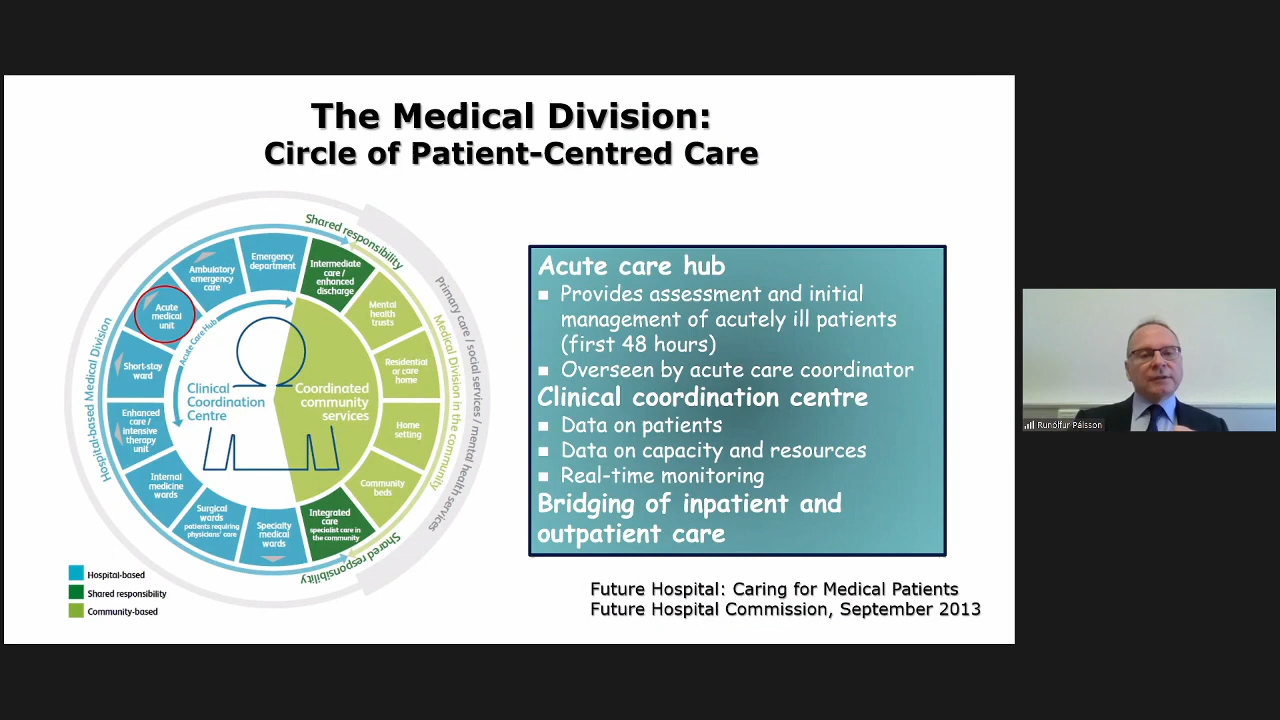 The Medical Division:
Circle of Patient-Centred Care
Shared responsibility
Emergency
department
Intermediate
care /
enhanced
discharge
Ambulatory
emergency
care
Mental
health
trusts
Acute
medical
unit
Acute Care Hub
Short-stay
ward
Residential
or care
home
Clinical
Coordination
Centre
Coordinated
community
services
Enhanced
care /
intensive
therapy
unit
Home
setting
Internal
medicine
wards
Community
beds
Surgical
wards
patients requiring
physicians' care
Specialty
medical
wards
Integrated
care
specialist care in
the community
Shared responsibility
Hospital-based Medical Division
Medical Division in the community
Primary care / social services / mental health services
Hospital-based
Shared responsibility
Community-based
Acute care hub
Provides assessment and initial
management of acutely ill patients
(first 48 hours)
Overseen by acute care coordinator
Clinical coordination centre
Data on patients
Data on capacity and resources
Real-time monitoring
Bridging of inpatient and
outpatient care
Future Hospital: Caring for Medical Patients
Future Hospital Commission, September 2013
Runólfur Pálsson